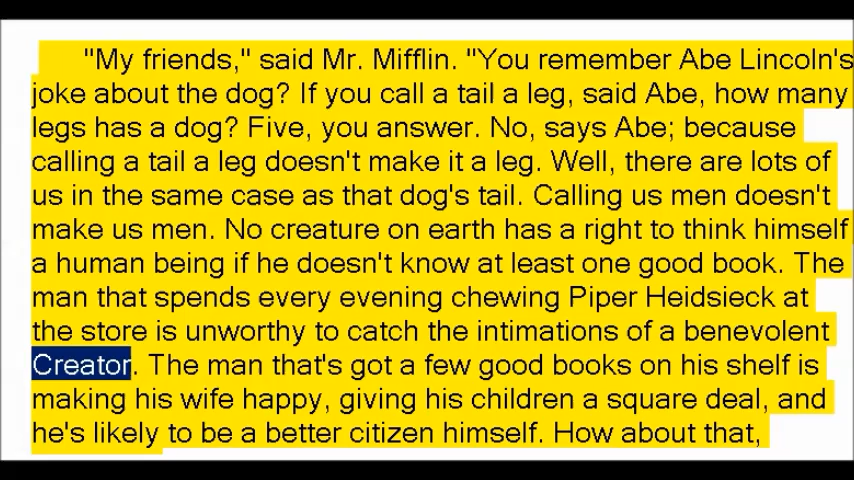 "My friends," said Mr. Mifflin. "You remember Abe Lincoln's
joke about the dog? If you call a tail a leg, said Abe, how many
legs has a dog? Five, you answer. No, says Abe; because
calling a tail a leg doesn't make it a leg. Well, there are lots of
us in the same case as that dog's tail. Calling us men doesn't
make us men. No creature on earth has a right to think himself
a human being if he doesn't know at least one good book. The
man that spends every evening chewing Piper Heidsieck at
the store is unworthy to catch the intimations of a benevolent
Creator. The man that's got a few good books on his shelf is
making his wife happy, giving his children a square deal, and
he's likely to be a better citizen himself. How about that,